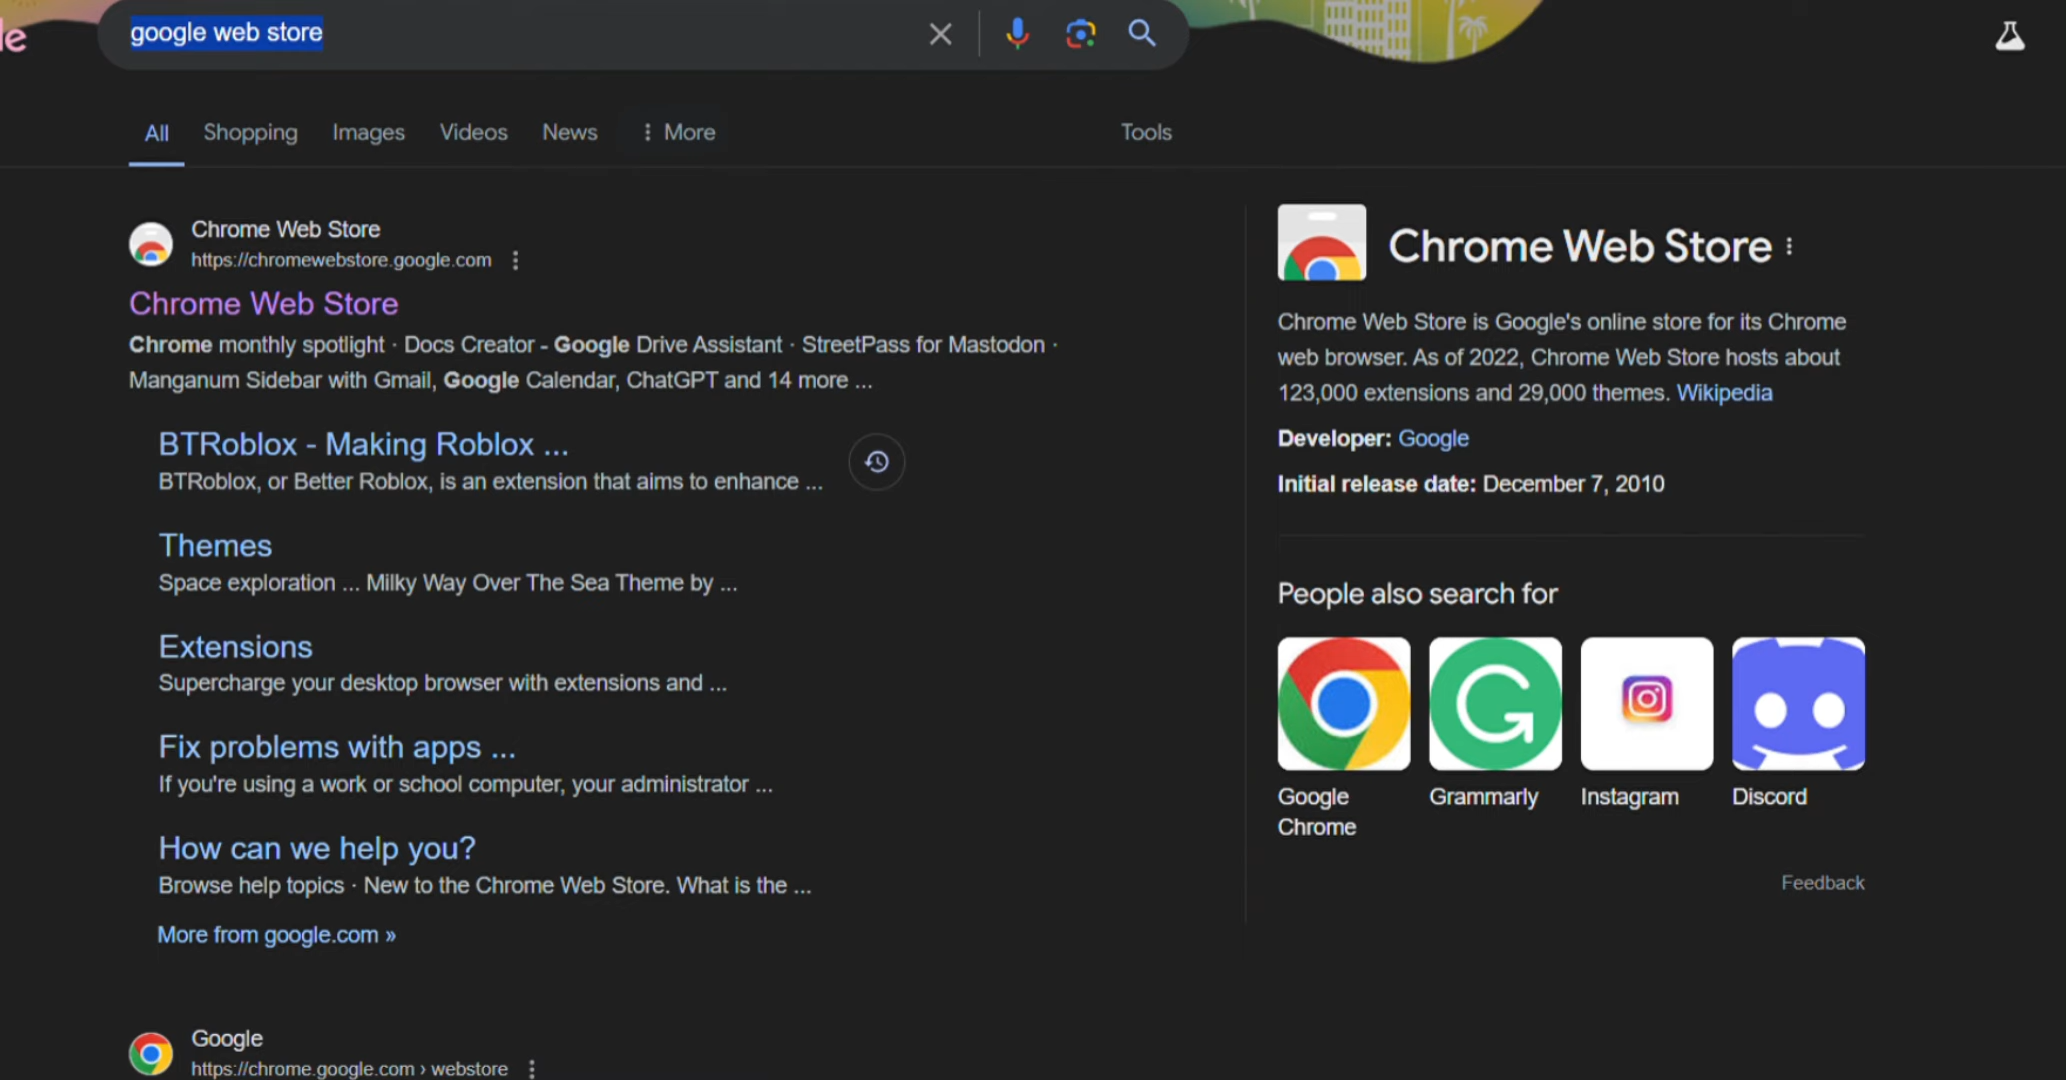 le
google web store
All
Shopping
Images
Videos
News
More
Tools
Chrome Web Store
https://chromewebstore.google.com
Chrome Web Store
Chrome monthly spotlight · Docs Creator - Google Drive Assistant · StreetPass for Mastodon ·
Manganum Sidebar with Gmail, Google Calendar, ChatGPT and 14 more ...
BTRoblox - Making Roblox ...
BTRoblox, or Better Roblox, is an extension that aims to enhance ...
Themes
Space exploration ... Milky Way Over The Sea Theme by ...
Extensions
Supercharge your desktop browser with extensions and ...
Fix problems with apps ...
If you're using a work or school computer, your administrator ...
How can we help you?
Browse help topics · New to the Chrome Web Store. What is the ...
More from google.com »
Google
https://chrome.google.com › webstore
Chrome Web Store
Chrome Web Store is Google's online store for its Chrome
web browser. As of 2022, Chrome Web Store hosts about
123,000 extensions and 29,000 themes. Wikipedia
Developer: Google
Initial release date: December 7, 2010
People also search for
Google
Chrome
Grammarly
Instagram
Discord
Feedback